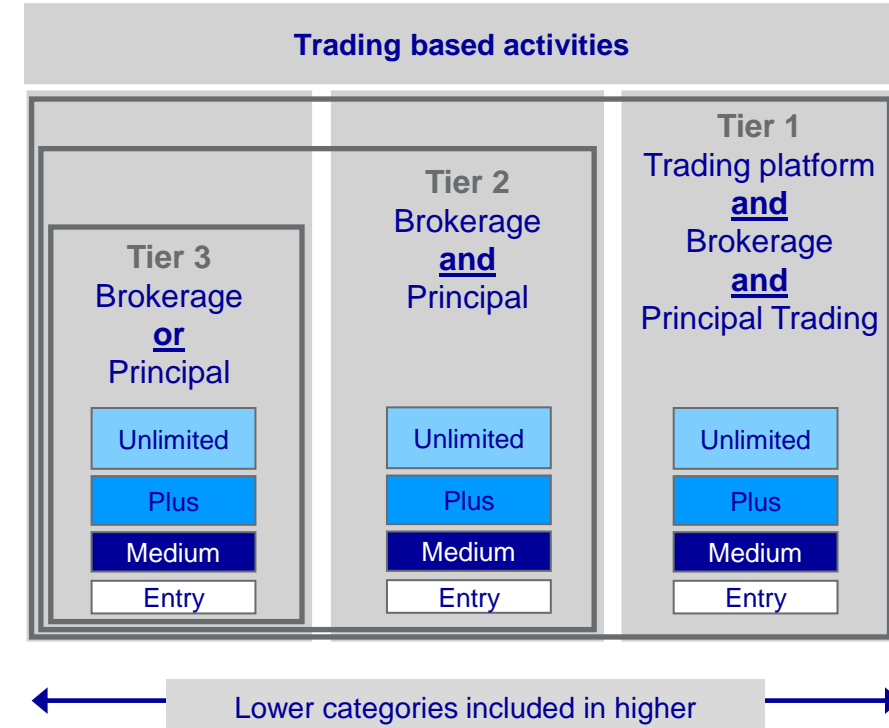 Trading based activities
Tier 3
Brokerage
or
Principal
Unlimited
Plus
Medium
Entry
Tier 2
Brokerage
and
Principal
Unlimited
Plus
Medium
Entry
Tier 1
Trading platform
and
Brokerage
and
Principal Trading
Unlimited
Plus
Medium
Entry
Lower categories included in higher